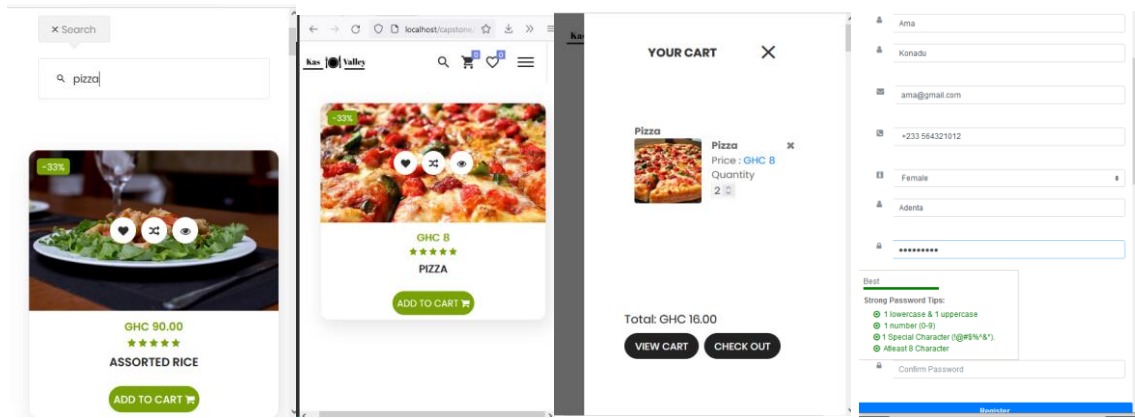 × Search
pizza
-33%
GHC 90.00
ASSORTED RICE
ADD TO CART
localhost/capstone/
Kas Valley
0
0
-33%
GHC 8
PIZZA
ADD TO CART
Ka
YOUR CART
Pizza
Pizza
Price : GHC 8
Quantity
2
Total: GHC 16.00
VIEW CART
CHECK OUT
Ama
Konadu
ama@gmail.com
+233 564321012
Female
Adenta
Best
Strong Password Tips:
1 lowercase & 1 uppercase
1 number (0-9)
1 Special Character (!@#$%^&*).
Atleast 8 Character
Confirm Password
Register